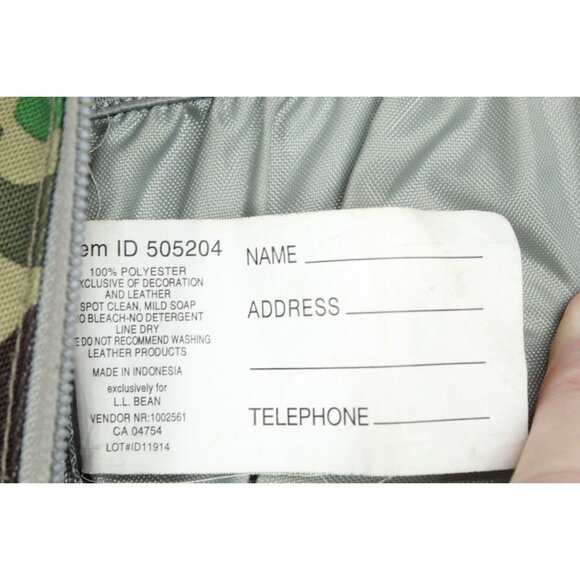 em ID 505204
100% POLYESTER
EXCLUSIVE OF DECORATION
AND LEATHER
SPOT CLEAN, MILD SOAP
NO BLEACH-NO DETERGENT
LINE DRY
E DO NOT RECOMMEND WASHING
LEATHER PRODUCTS
MADE IN INDONESIA
exclusively for
L.L. BEAN
VENDOR NR:1002561
CA 04754
LOT#ID11914
NAME
ADDRESS
TELEPHONE